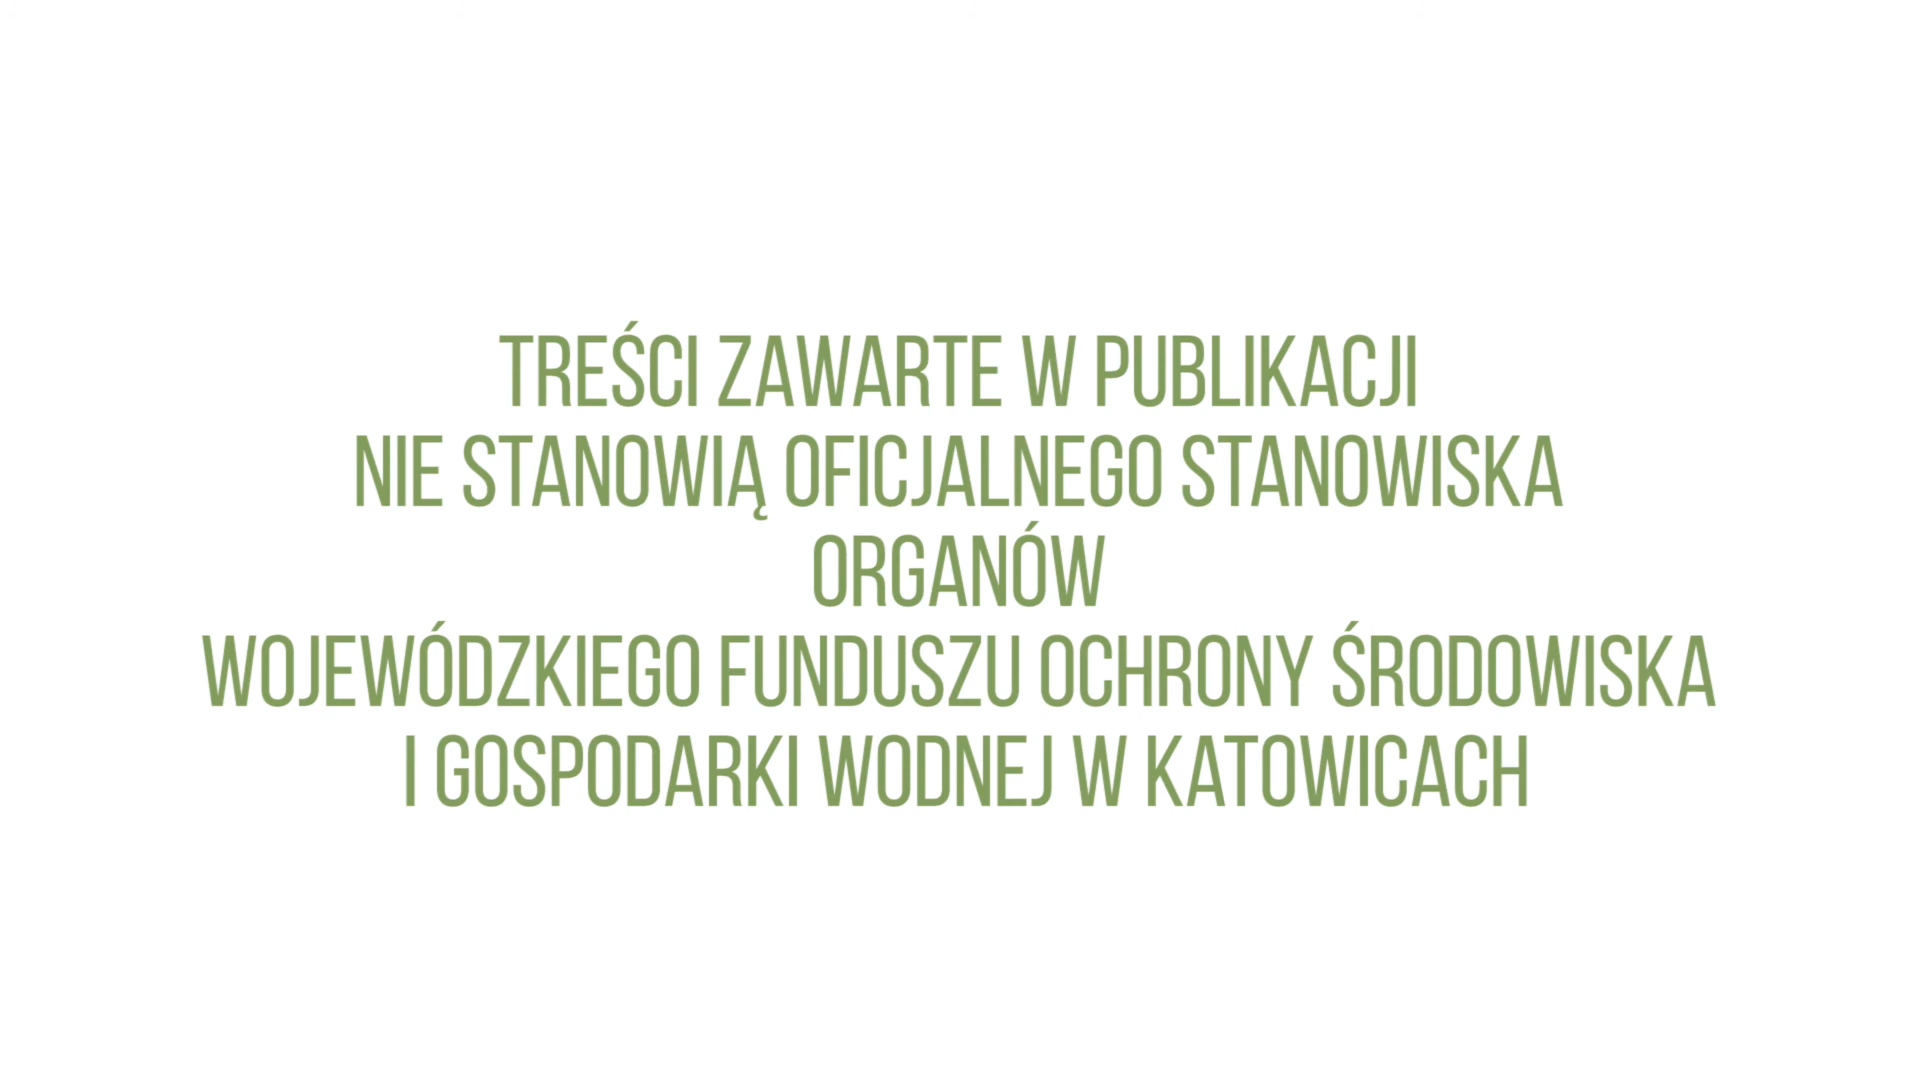 TREŚCI ZAWARTE W PUBLIKACJI
NIE STANOWIĄ OFICJALNEGO STANOWISKA
ORGANÓW
WOJEWÓDZKIEGO FUNDUSZU OCHRONY ŚRODOWISKA
I GOSPODARKI WODNEJ W KATOWICACH